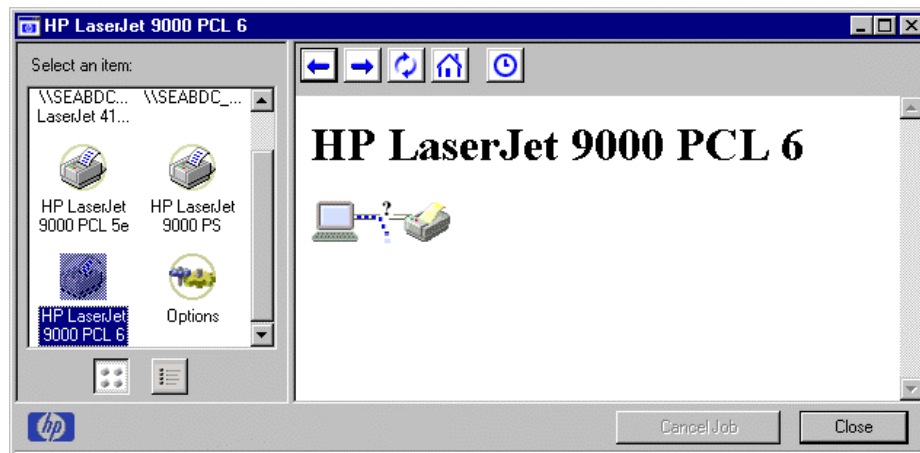 HP LaserJet 9000 PCL 6
Select an item:
\\SEABDC... \\SEABDC_...
LaserJet 41...
HP LaserJet
9000 PCL 5e
HP LaserJet
9000 PS
HP LaserJet
9000 PCL 6
Options
HP LaserJet 9000 PCL 6
?
hp
Cancel Job
Close